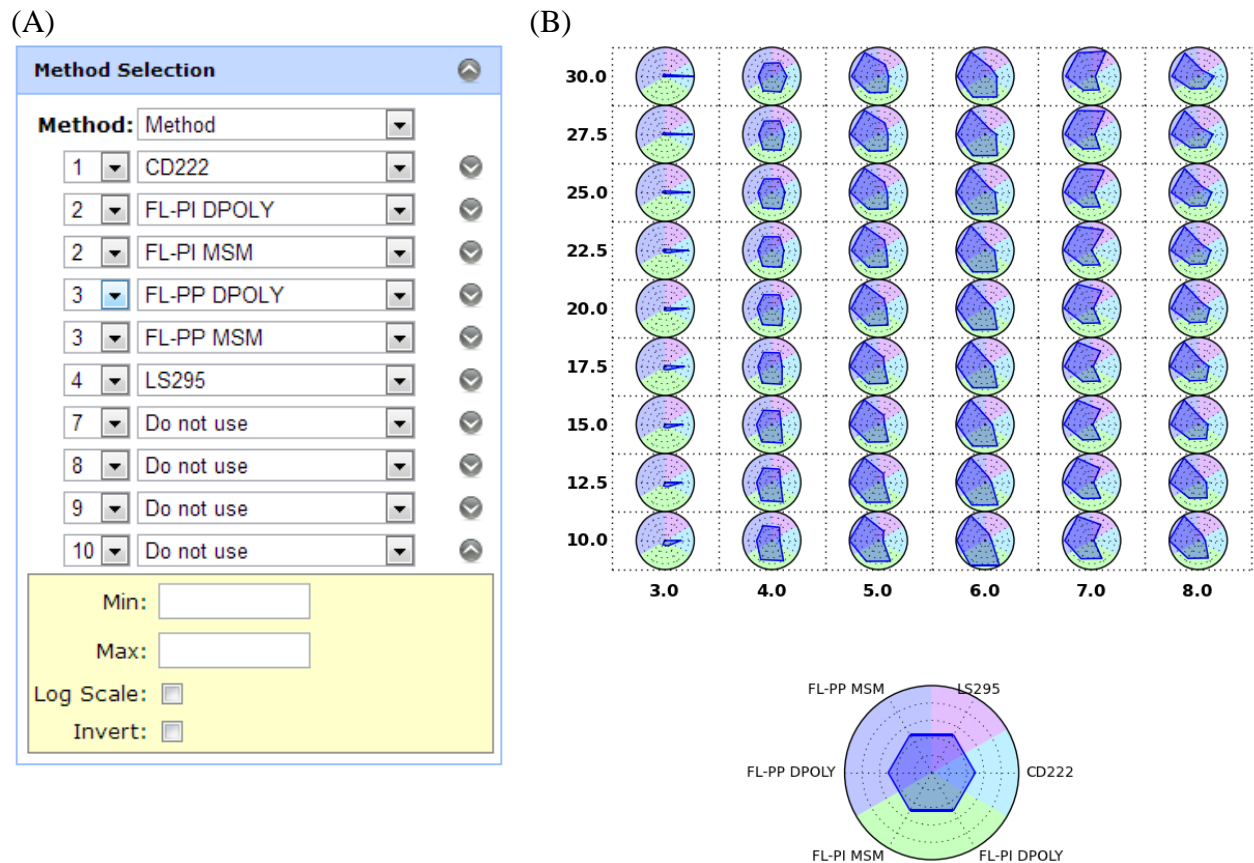 (A)
Method Selection
Method: Method
1 CD222
2 FL-PI DPOLY
2 FL-PI MSM
3 FL-PP DPOLY
3 FL-PP MSM
4 LS295
7 Do not use
8 Do not use
9 Do not use
10 Do not use
Min:
Max:
Log Scale:
Invert:
(B)
30.0
27.5
25.0
22.5
20.0
17.5
15.0
12.5
10.0
3.0 4.0 5.0 6.0 7.0 8.0
FL-PP MSM LS295
FL-PP DPOLY CD222
FL-PI MSM FL-PI DPOLY